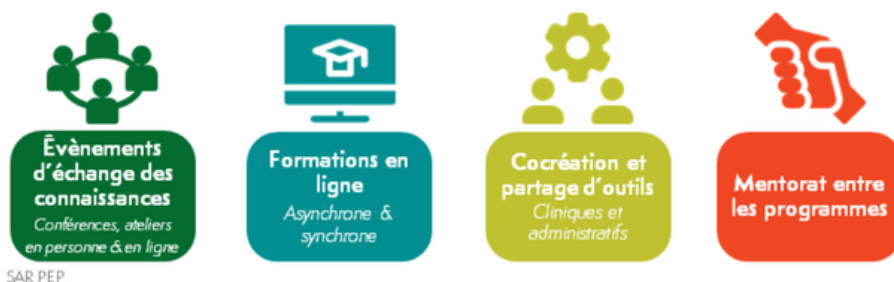 Évènements
d'échange des
connaissances
Conférences, ateliers
en personne & en ligne
Formations en
ligne
Asynchrone &
synchrone
Cocréation et
partage d'outils
Cliniques et
administratifs
Mentorat entre
les programmes
SAR PEP